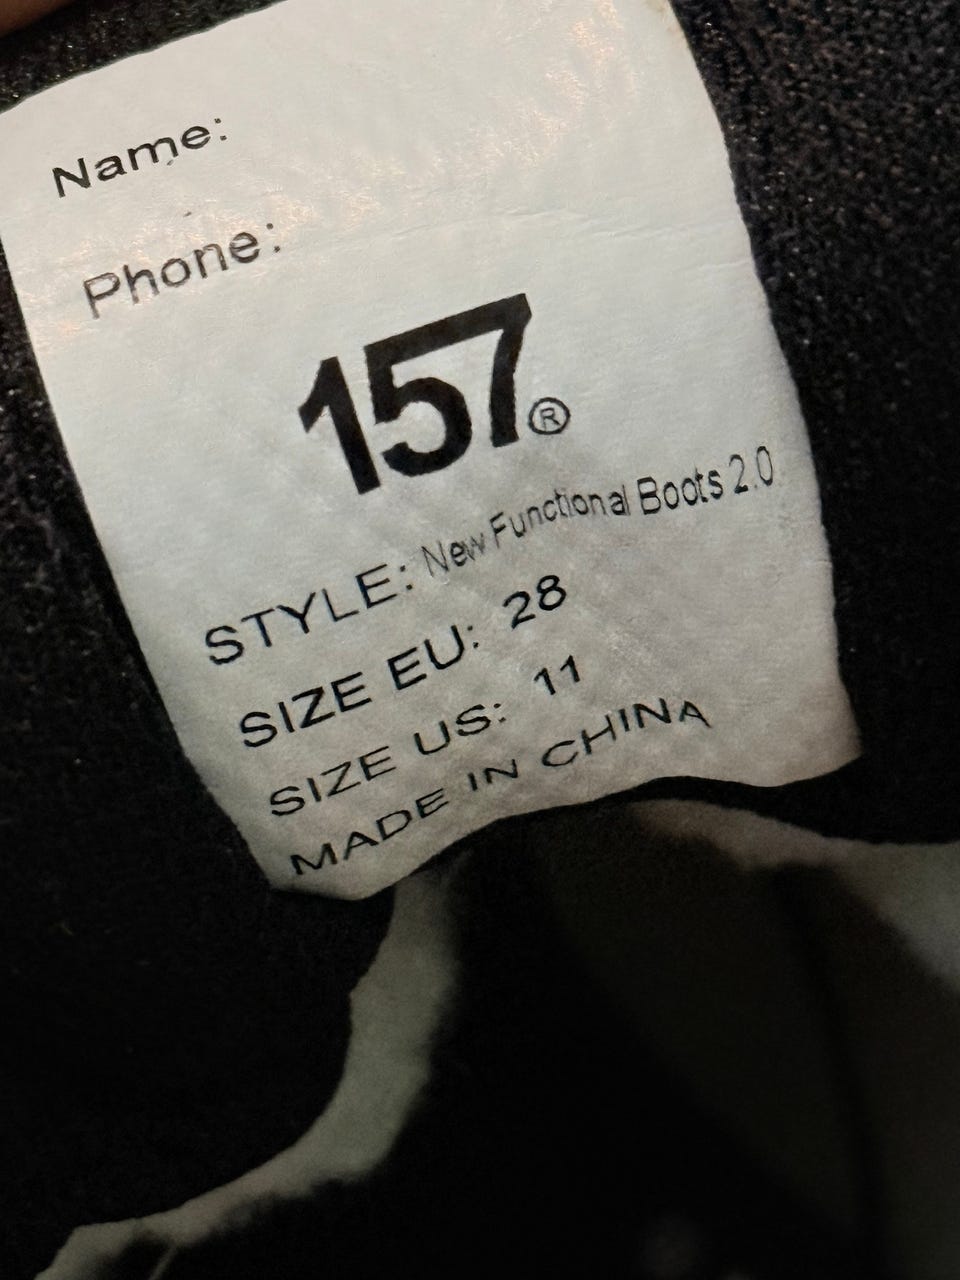 Name:
Phone:
157®
STYLE: New Functional Boots 2.0
SIZE EU: 28
SIZE US: 11
MADE IN CHINA